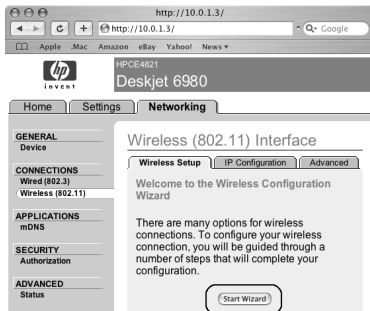 http://10.0.1.3/
http://10.0.1.3/
Q▾ Google
Apple .Mac Amazon eBay Yahoo! News ▾
hp
invent
HPCE4821
Deskjet 6980
Home Settings Networking
GENERAL
Device
CONNECTIONS
Wired (802.3)
Wireless (802.11)
APPLICATIONS
mDNS
SECURITY
Authorization
ADVANCED
Status
Wireless (802.11) Interface
Wireless Setup IP Configuration Advanced
Welcome to the Wireless Configuration
Wizard
There are many options for wireless
connections. To configure your wireless
connection, you will be guided through a
number of steps that will complete your
configuration.
Start Wizard